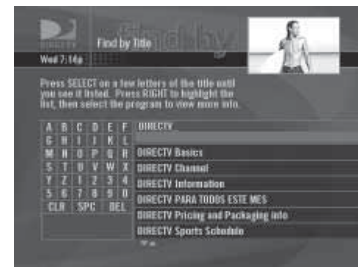 DIRECTV
Find by Title
Wed 7:14p
Press SELECT on a few letters of the title until
you see it listed. Press RIGHT to highlight the
list, then select the program to view more info.
A B C D E F
G H I J K L
M N O P Q R
S T U V W X
Y Z 1 2 3 4
5 6 7 8 9 0
CLR SPC DEL
DIRECTV
DIRECTV Basics
DIRECTV Channel
DIRECTV Information
DIRECTV PARA TODOS ESTE MES
DIRECTV Pricing and Packaging info
DIRECTV Sports Schedule